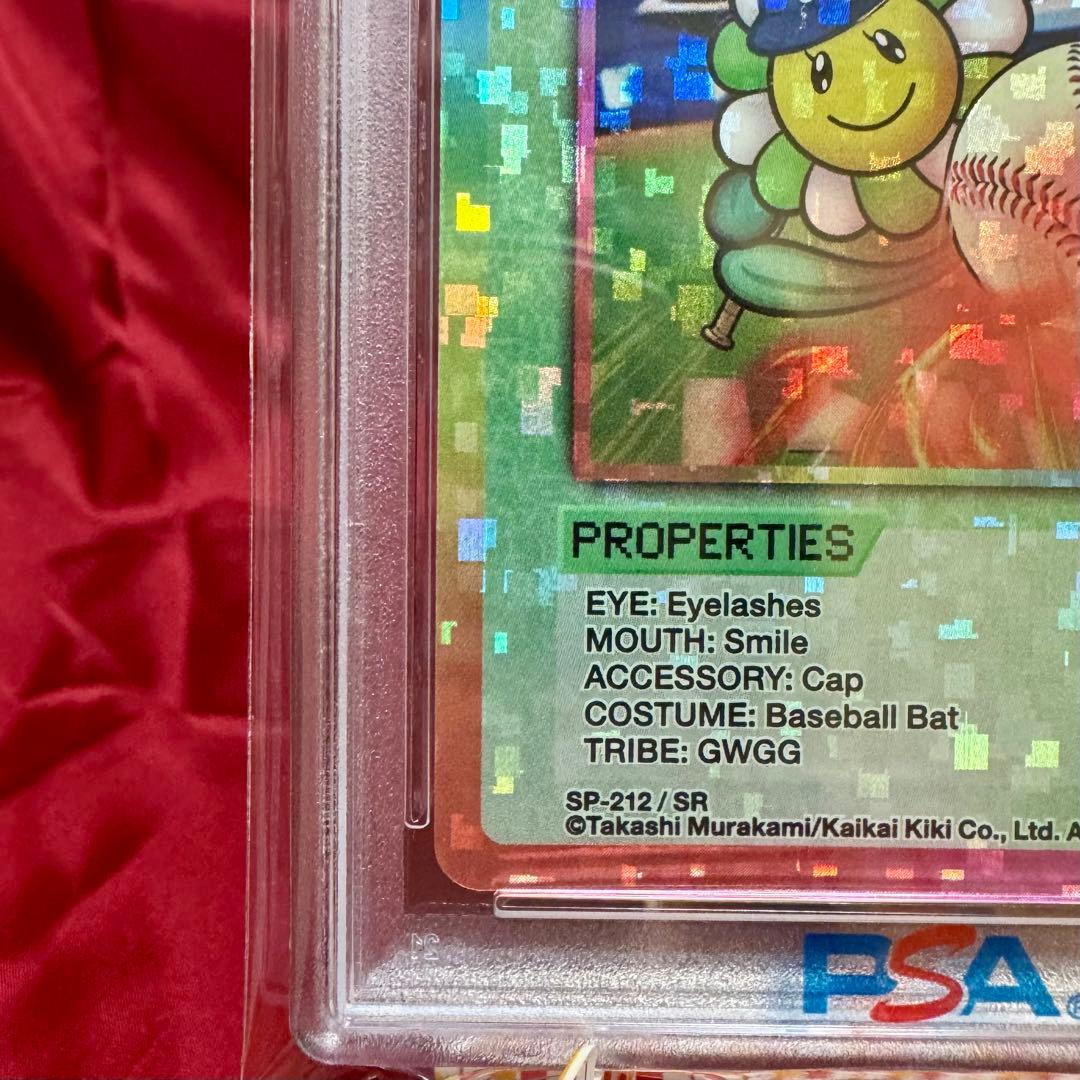 PROPERTIES
EYE: Eyelashes
MOUTH: Smile
ACCESSORY: Cap
COSTUME: Baseball Bat
TRIBE: GWGG
SP-212 / SR
©Takashi Murakami/Kaikai Kiki Co., Ltd. A
PSA®